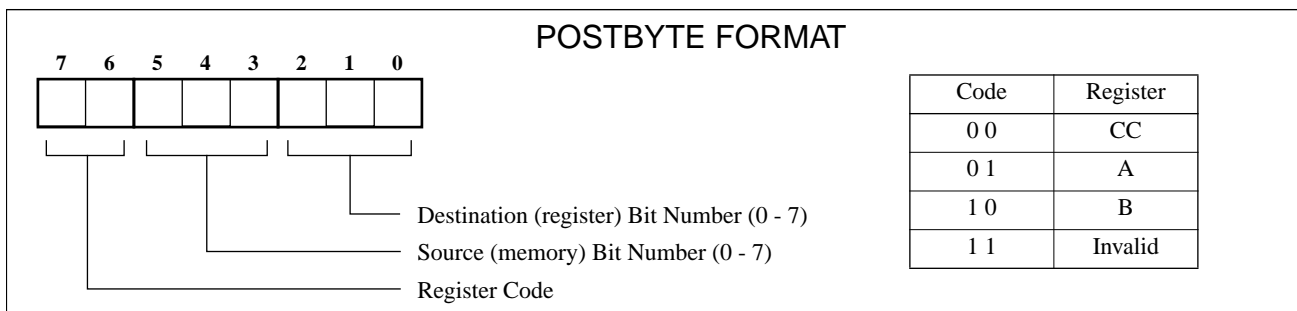 POSTBYTE FORMAT
7 6 5 4 3 2 1 0
Destination (register) Bit Number (0 - 7)
Source (memory) Bit Number (0 - 7)
Register Code
Code Register
0 0 CC
0 1 A
1 0 B
1 1 Invalid